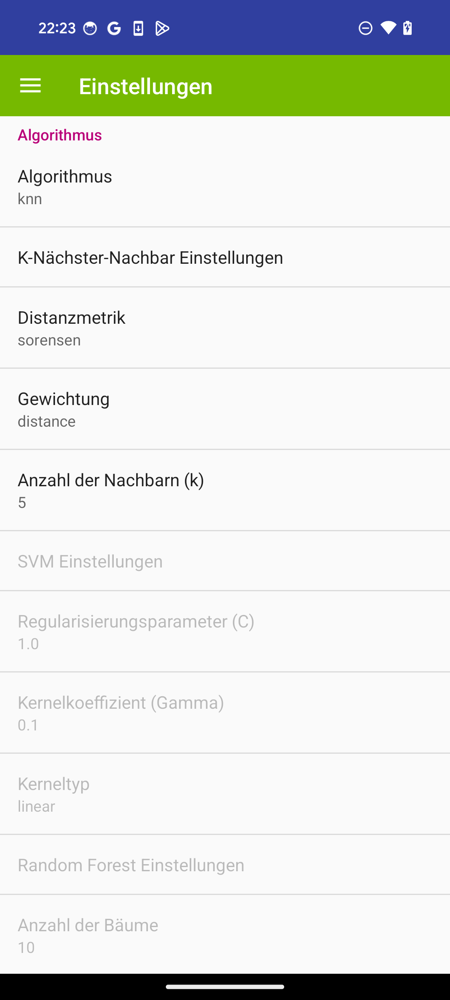 22:23
Einstellungen
Algorithmus
Algorithmus
knn
K-Nächster-Nachbar Einstellungen
Distanzmetrik
sorensen
Gewichtung
distance
Anzahl der Nachbarn (k)
5
SVM Einstellungen
Regularisierungsparameter (C)
1.0
Kernelkoeffizient (Gamma)
0.1
Kerneltyp
linear
Random Forest Einstellungen
Anzahl der Bäume
10